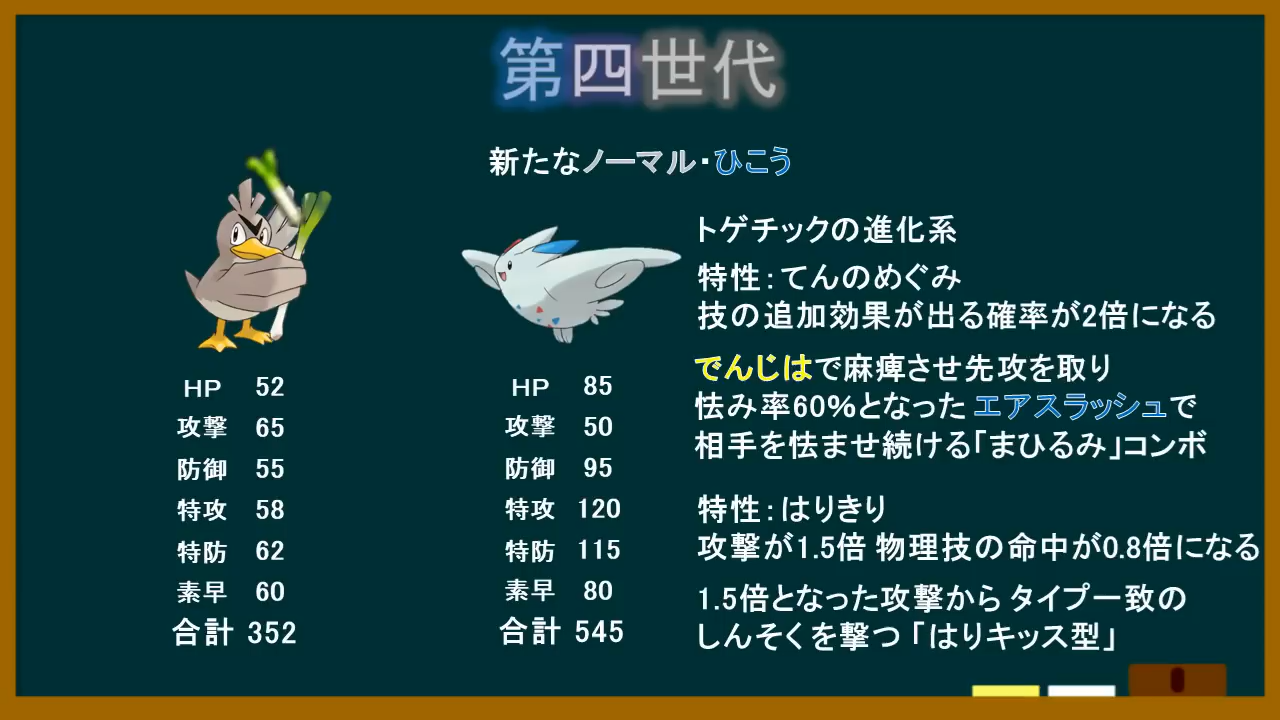 第四世代
新たなノーマル・ひこう
HP 52
攻撃 65
防御 55
特攻 58
特防 62
素早 60
合計 352
HP 85
攻撃 50
防御 95
特攻 120
特防 115
素早 80
合計 545
トゲチックの進化系
特性：てんのめぐみ
技の追加効果が出る確率が2倍になる
でんじはで麻痺させ先攻を取り
怯み率60%となったエアスラッシュで
相手を怯ませ続ける「まひるみ」コンボ
特性：はりきり
攻撃が1.5倍 物理技の命中が0.8倍になる
1.5倍となった攻撃から タイプ一致の
しんそくを撃つ「はりキッス型」